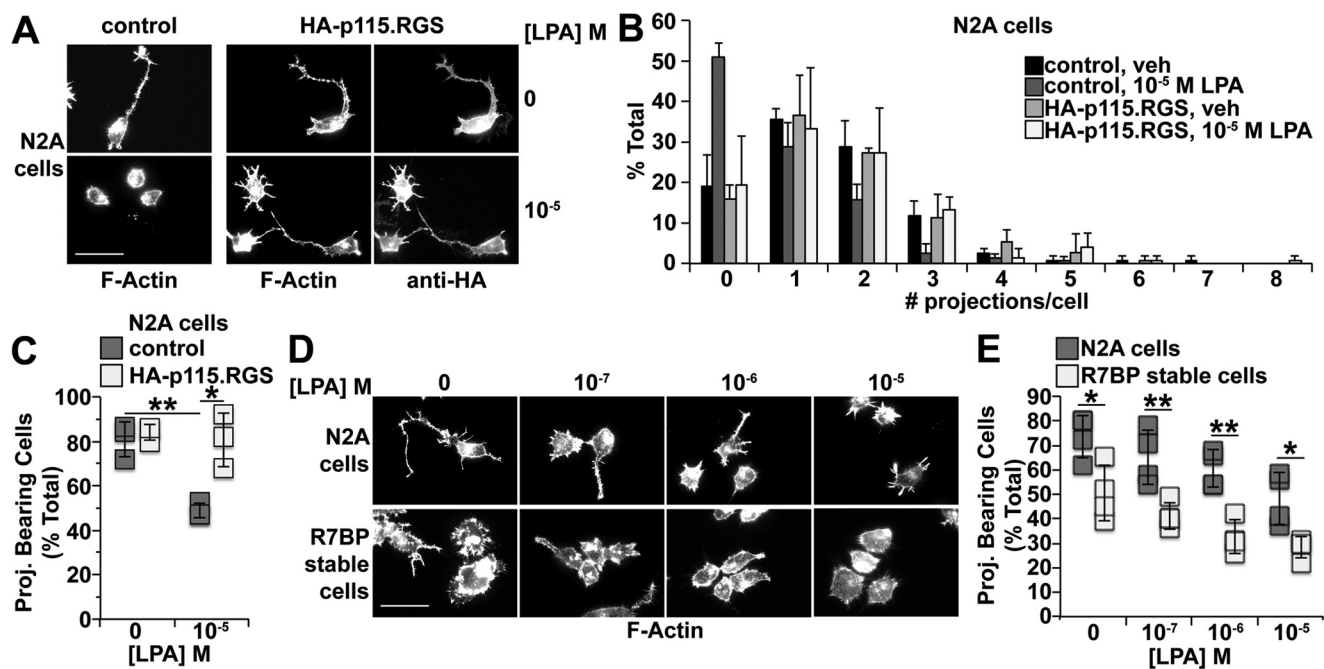 A
control
HA-p115.RGS
[LPA] M
N2A
cells
0
10⁻⁵
F-Actin
F-Actin
anti-HA
B
N2A cells
% Total
60
50
40
30
20
10
0
control, veh
control, 10⁻⁵ M LPA
HA-p115.RGS, veh
HA-p115.RGS, 10⁻⁵ M LPA
0 1 2 3 4 5 6 7 8
# projections/cell
C
N2A cells
control
HA-p115.RGS
Proj. Bearing Cells
(% Total)
100
80
60
40
20
0
**
*
0 10⁻⁵
[LPA] M
D
[LPA] M
0 10⁻⁷ 10⁻⁶ 10⁻⁵
N2A
cells
R7BP
stable
cells
F-Actin
E
N2A cells
R7BP stable cells
Proj. Bearing Cells
(% Total)
90
80
70
60
50
40
30
20
10
0
* ** ** *
0 10⁻⁷ 10⁻⁶ 10⁻⁵
[LPA] M